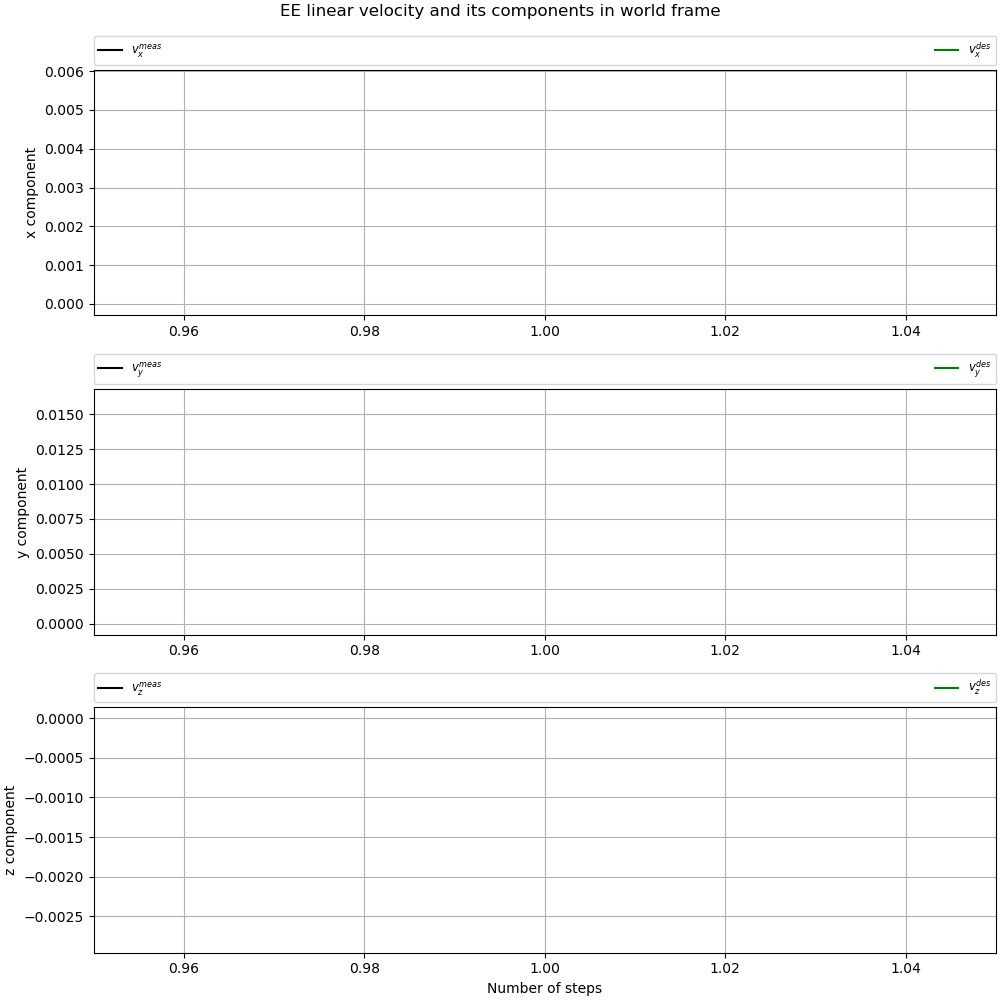 EE linear velocity and its components in world frame
v_x^{meas} v_x^{des}
0.006
0.005
0.004
0.003
0.002
0.001
0.000
x component
0.96 0.98 1.00 1.02 1.04
v_y^{meas} v_y^{des}
0.0150
0.0125
0.0100
0.0075
0.0050
0.0025
0.0000
y component
0.96 0.98 1.00 1.02 1.04
v_z^{meas} v_z^{des}
0.0000
−0.0005
−0.0010
−0.0015
−0.0020
−0.0025
z component
0.96 0.98 1.00 1.02 1.04
Number of steps